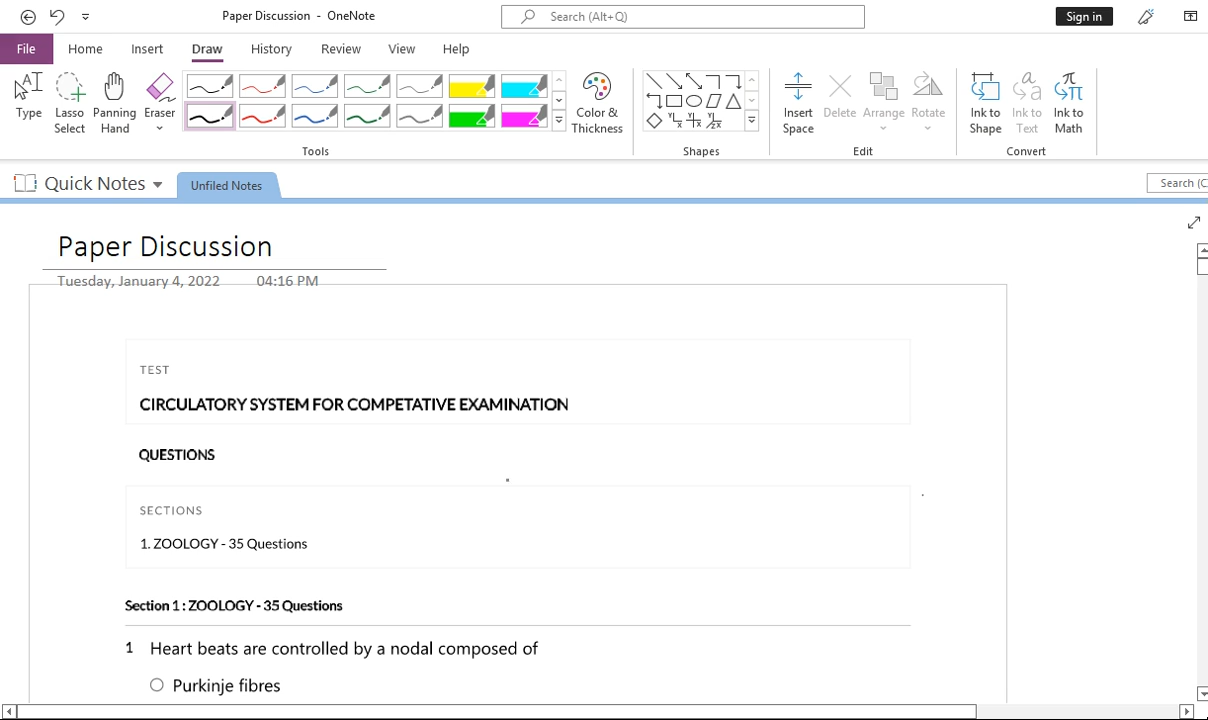 Paper Discussion - OneNote
Search (Alt+Q)
Sign in
File Home Insert Draw History Review View Help
Type
Lasso Select
Panning Hand
Eraser
Color & Thickness
Insert Space
Delete
Arrange
Rotate
Ink to Shape
Ink to Text
Ink to Math
Tools Shapes Edit Convert
Quick Notes
Unfiled Notes
Search (C
Paper Discussion
Tuesday, January 4, 2022 04:16 PM
TEST
CIRCULATORY SYSTEM FOR COMPETATIVE EXAMINATION
QUESTIONS
SECTIONS
1. ZOOLOGY - 35 Questions
Section 1 : ZOOLOGY - 35 Questions
1 Heart beats are controlled by a nodal composed of
Purkinje fibres